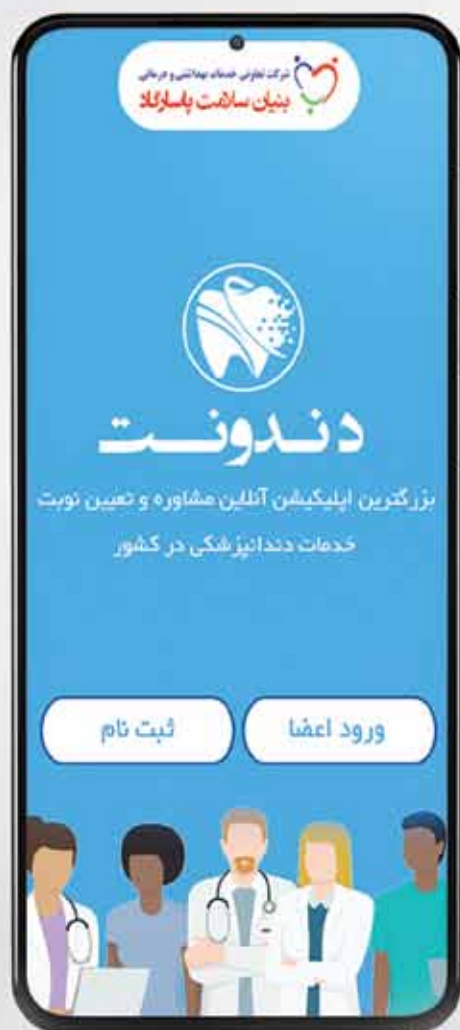 شرکت تعاونی خدمات بهداشتی و درمانی
بنیان سلامت پاسارگاد
دندونت
بزرگترین اپلیکیشن آنلاین مشاوره و تعیین نوبت
خدمات دندانپزشکی در کشور
ورود اعضا
ثبت نام